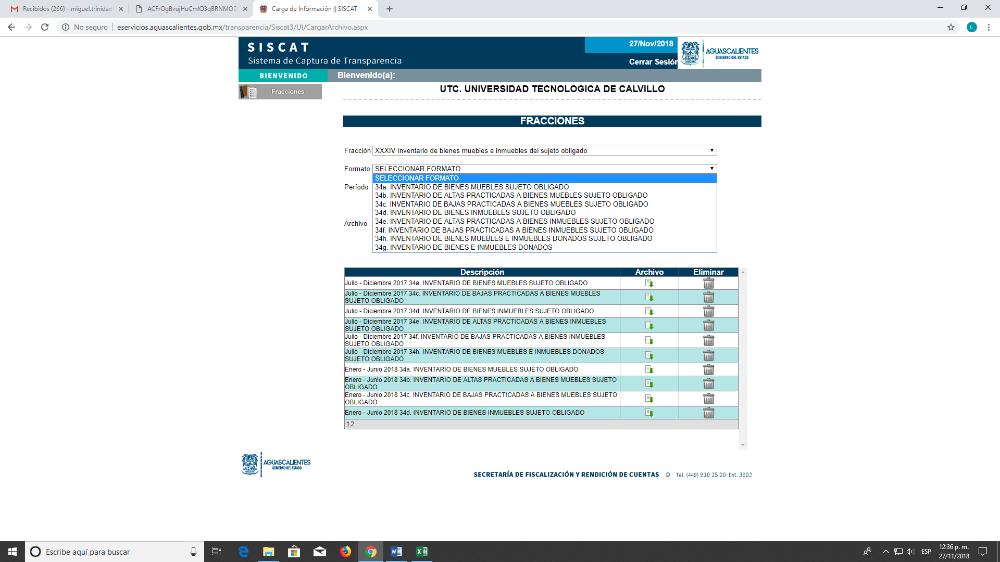 Recibidos (266) - miguel.trinidad
ACFrOgBvujHuCmIO3qBRNMOD
Carga de Información || SISCAT
No seguro
eservicios.aguascalientes.gob.mx/transparencia/Siscat3/UI/CargarArchivo.aspx
L
SISCAT
Sistema de Captura de Transparencia
27/Nov/2018
Cerrar Sesión
AGUASCALIENTES
GOBIERNO DEL ESTADO
BIENVENIDO
Bienvenido(a):
Fracciones
UTC. UNIVERSIDAD TECNOLOGICA DE CALVILLO
FRACCIONES
Fracción XXXIV Inventario de bienes muebles e inmuebles del sujeto obligado
Formato SELECCIONAR FORMATO
SELECCIONAR FORMATO
Período
34a. INVENTARIO DE BIENES MUEBLES SUJETO OBLIGADO
34b. INVENTARIO DE ALTAS PRACTICADAS A BIENES MUEBLES SUJETO OBLIGADO
34c. INVENTARIO DE BAJAS PRACTICADAS A BIENES MUEBLES SUJETO OBLIGADO
34d. INVENTARIO DE BIENES INMUEBLES SUJETO OBLIGADO
34e. INVENTARIO DE ALTAS PRACTICADAS A BIENES INMUEBLES SUJETO OBLIGADO
Archivo
34f. INVENTARIO DE BAJAS PRACTICADAS A BIENES INMUEBLES SUJETO OBLIGADO
34h. INVENTARIO DE BIENES MUEBLES E INMUEBLES DONADOS SUJETO OBLIGADO
34g. INVENTARIO DE BIENES E INMUEBLES DONADOS
Descripción Archivo Eliminar
Julio - Diciembre 2017 34a. INVENTARIO DE BIENES MUEBLES SUJETO OBLIGADO
Julio - Diciembre 2017 34c. INVENTARIO DE BAJAS PRACTICADAS A BIENES MUEBLES
SUJETO OBLIGADO
Julio - Diciembre 2017 34d. INVENTARIO DE BIENES INMUEBLES SUJETO OBLIGADO
Julio - Diciembre 2017 34e. INVENTARIO DE ALTAS PRACTICADAS A BIENES INMUEBLES
SUJETO OBLIGADO
Julio - Diciembre 2017 34f. INVENTARIO DE BAJAS PRACTICADAS A BIENES INMUEBLES
SUJETO OBLIGADO
Julio - Diciembre 2017 34h. INVENTARIO DE BIENES MUEBLES E INMUEBLES DONADOS
SUJETO OBLIGADO
Enero - Junio 2018 34a. INVENTARIO DE BIENES MUEBLES SUJETO OBLIGADO
Enero - Junio 2018 34b. INVENTARIO DE ALTAS PRACTICADAS A BIENES MUEBLES SUJETO
OBLIGADO
Enero - Junio 2018 34c. INVENTARIO DE BAJAS PRACTICADAS A BIENES MUEBLES SUJETO
OBLIGADO
Enero - Junio 2018 34d. INVENTARIO DE BIENES INMUEBLES SUJETO OBLIGADO
1 2
AGUASCALIENTES
GOBIERNO DEL ESTADO
SECRETARÍA DE FISCALIZACIÓN Y RENDICIÓN DE CUENTAS © Tel. (449) 910 25 00 Ext. 3902
Escribe aquí para buscar
ESP
12:36 p. m.
27/11/2018